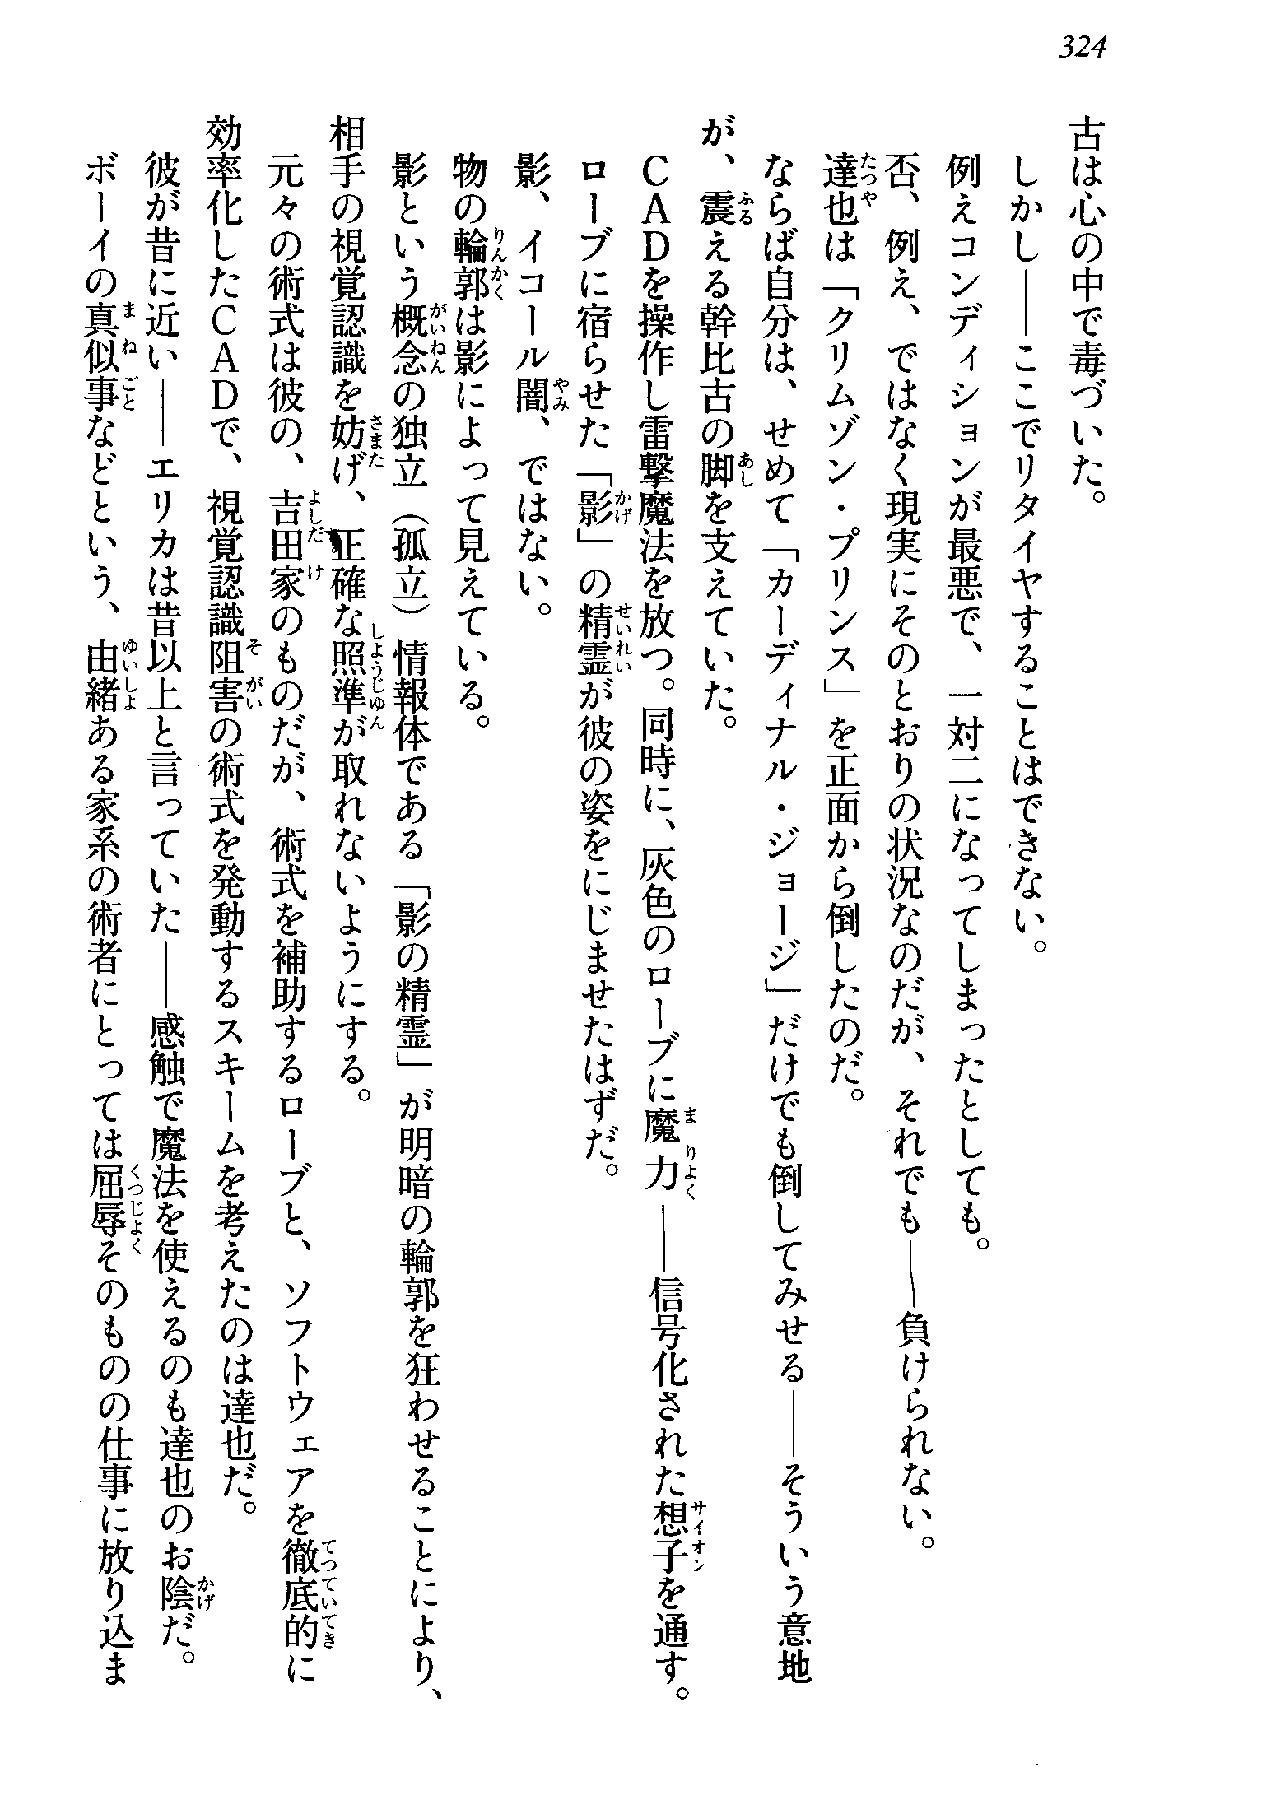 324
古は心の中で毒づいた。
しかし――ここでリタイヤすることはできない。
例えコンディションが最悪で、一対二になってしまったとしても。
否、例え、ではなく現実にそのとおりの状況なのだが、それでも――負けられない。
達也は「クリムゾン・プリンス」を正面から倒したのだ。
ならば自分は、せめて「カーディナル・ジョージ」だけでも倒してみせる――そういう意地
が、震える幹比古の脚を支えていた。
CADを操作し雷撃魔法を放つ。同時に、灰色のローブに魔力――信号化された想子を通す。
ローブに宿らせた「影」の精霊が彼の姿をにじませたはずだ。
影、イコール闇、ではない。
物の輪郭は影によって見えている。
影という概念の独立（孤立）情報体である「影の精霊」が明暗の輪郭を狂わせることにより、
相手の視覚認識を妨げ、正確な照準が取れないようにする。
元々の術式は彼の、吉田家のものだが、術式を補助するローブと、ソフトウェアを徹底的に
効率化したCADで、視覚認識阻害の術式を発動するスキームを考えたのは達也だ。
彼が昔に近い――エリカは昔以上と言っていた――感触で魔法を使えるのも達也のお陰だ。
ボーイの真似事などという、由緒ある家系の術者にとっては屈辱そのものの仕事に放り込ま